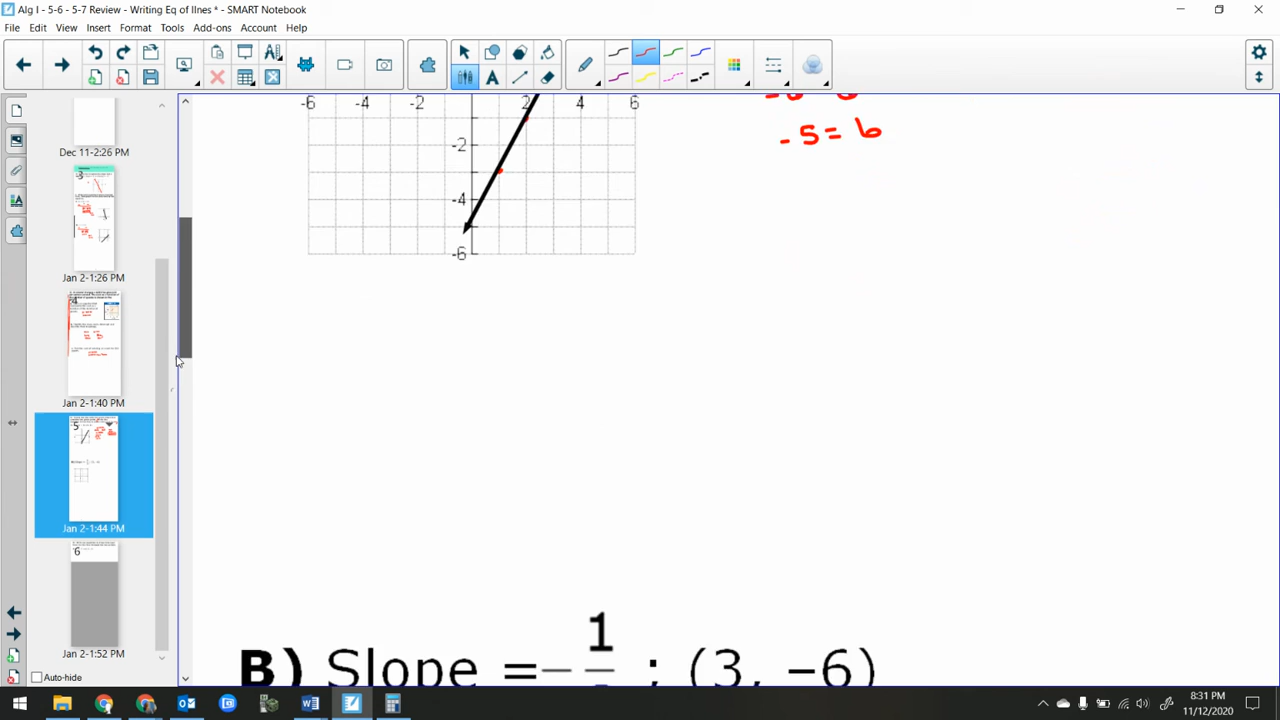 Alg I - 5-6 - 5-7 Review - Writing Eq of lInes * - SMART Notebook
File Edit View Insert Format Tools Add-ons Account Help
Dec 11-2:26 PM
3
Jan 2-1:26 PM
4
Jan 2-1:40 PM
5
Jan 2-1:44 PM
6
Jan 2-1:52 PM
Auto-hide
-6 -4 -2 2 4 6
-2
-4
-6
-5 = b
B) Slope = - 1 ; (3, -6)
8:31 PM
11/12/2020